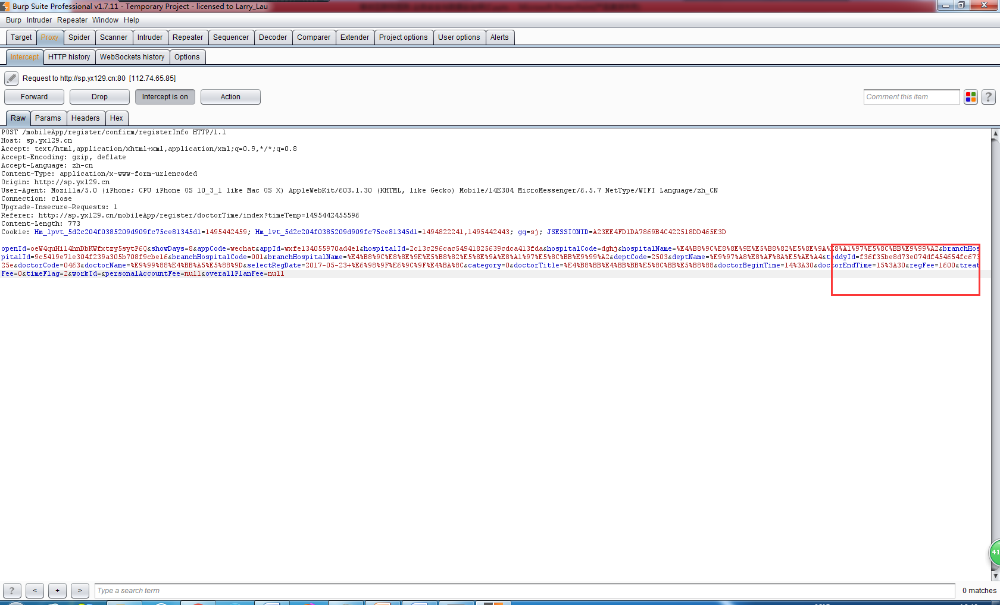 Burp Suite Professional v1.7.11 - Temporary Project - licensed to Larry_Lau
Burp Intruder Repeater Window Help
Target Proxy Spider Scanner Intruder Repeater Sequencer Decoder Comparer Extender Project options User options Alerts
Intercept HTTP history WebSockets history Options
Request to http://sp.yx129.cn:80 [112.74.65.85]
Forward Drop Intercept is on Action Comment this item ?
Raw Params Headers Hex
POST /mobileApp/register/confirm/registerInfo HTTP/1.1
Host: sp.yx129.cn
Accept: text/html,application/xhtml+xml,application/xml;q=0.9,*/*;q=0.8
Accept-Encoding: gzip, deflate
Accept-Language: zh-cn
Content-Type: application/x-www-form-urlencoded
Origin: http://sp.yx129.cn
User-Agent: Mozilla/5.0 (iPhone; CPU iPhone OS 10_3_1 like Mac OS X) AppleWebKit/603.1.30 (KHTML, like Gecko) Mobile/14E304 MicroMessenger/6.5.7 NetType/WIFI Language/zh_CN
Connection: close
Upgrade-Insecure-Requests: 1
Referer: http://sp.yx129.cn/mobileApp/register/doctorTime/index?timeTemp=1495442455596
Content-Length: 773
Cookie: Hm_lpvt_5d2c204f0385209d909fc75ce81345d1=1495442459; Hm_lvt_5d2c204f0385209d909fc75ce81345d1=1494822241,1495442443; gq=sj; JSESSIONID=A23EE4FD1DA7869B4C422518DD465E3D
openId=oeW4quHi14hnDbKWfxtzy5sytP6Q&showDays=8&appCode=wechat&appId=wxfe134055970ad4e1&hospitalId=2c13c296cac54941825639cdca413fda&hospitalCode=dghj&hospitalName=%E4%B8%9C%E8%8E%9E%E5%B8%82%E5%8E%9A%E8%A1%97%E5%8C%BB%E9%99%A2&branchHos
pitalId=9c5419e71e304f239a305b708f9cbe16&branchHospitalCode=001&branchHospitalName=%E4%B8%9C%E8%8E%9E%E5%B8%82%E5%8E%9A%E8%A1%97%E5%8C%BB%E9%99%A2&deptCode=2503&deptName=%E9%97%A8%E8%AF%8A%E5%AE%A4&teddyId=f36f35be8d73e074df454654fc673
25e&doctorCode=0463&doctorName=%E9%99%88%E4%BB%A5%E5%88%9D&selectRegDate=2017-05-23+%E6%98%9F%E6%9C%9F%E4%BA%8C&category=0&doctorTitle=%E4%B8%BB%E4%BB%BB%E5%8C%BB%E5%B8%88&doctorBeginTime=14%3A30&doctorEndTime=15%3A30&regFee=1600&treat
Fee=0&timeFlag=2&workId=&personalAccountFee=null&overallPlanFee=null
41
? < + > Type a search term 0 matches